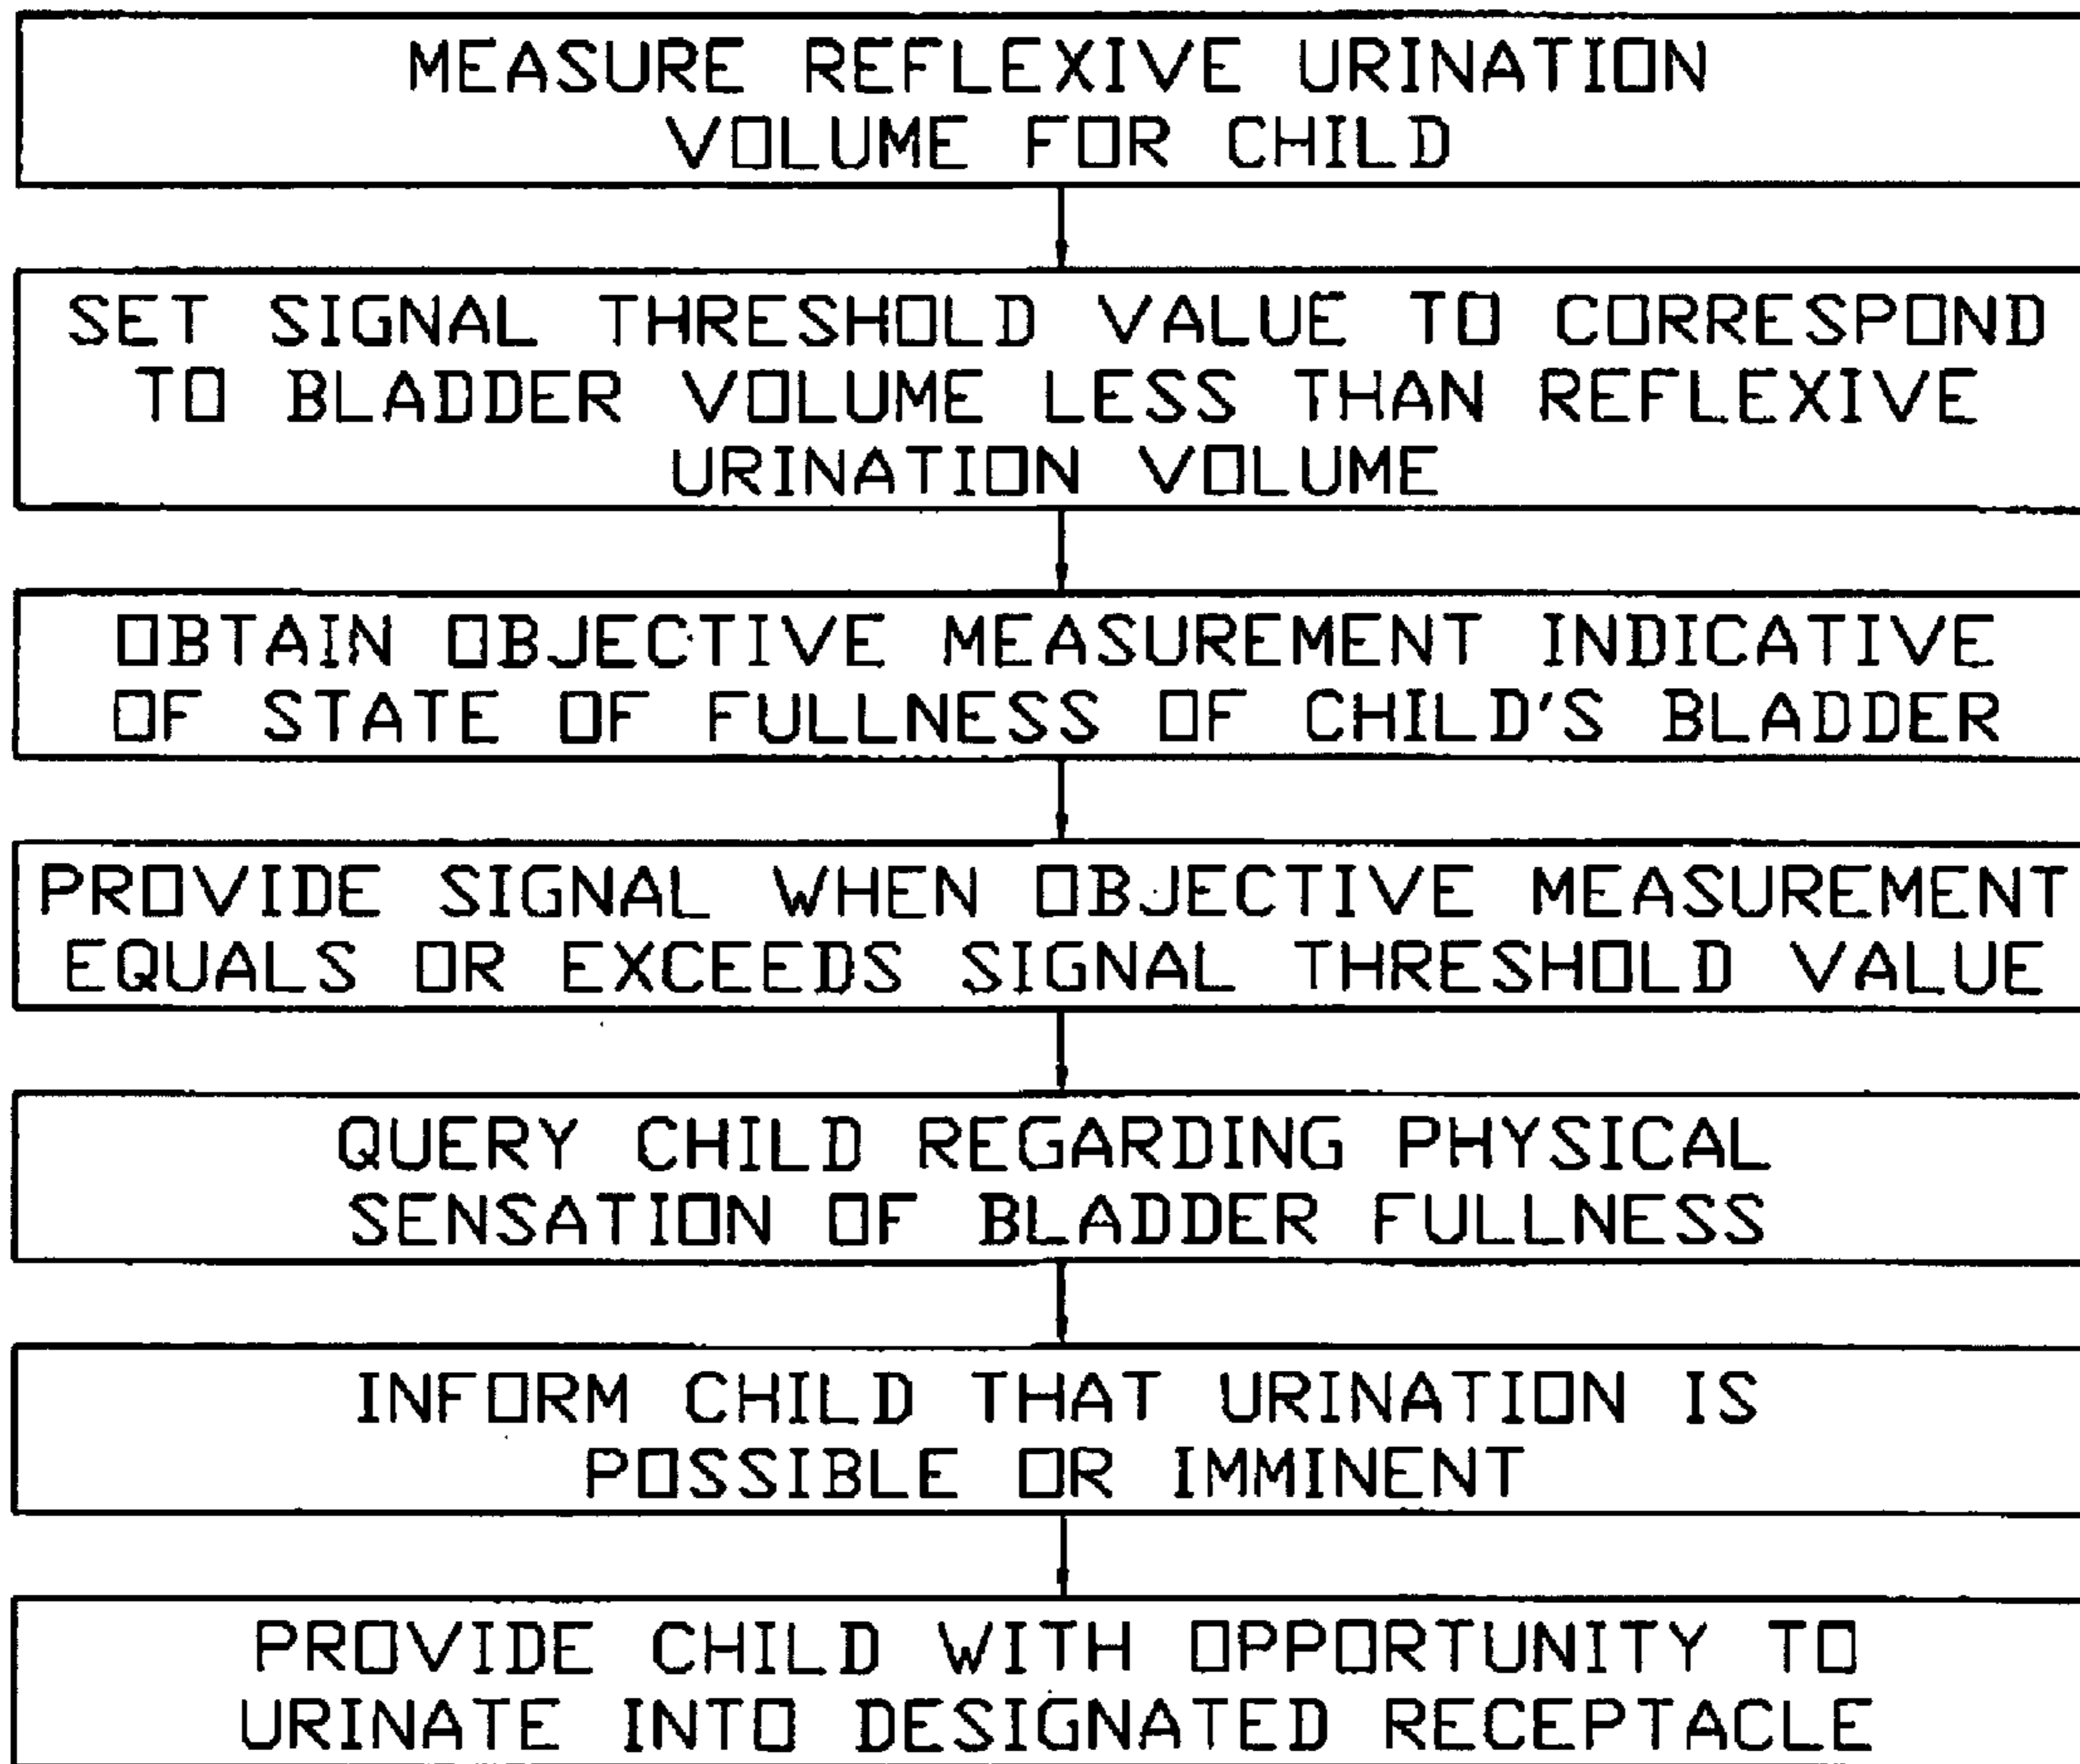 MEASURE REFLEXIVE URINATION
VOLUME FOR CHILD
SET SIGNAL THRESHOLD VALUE TO CORRESPOND
TO BLADDER VOLUME LESS THAN REFLEXIVE
URINATION VOLUME
OBTAIN OBJECTIVE MEASUREMENT INDICATIVE
OF STATE OF FULLNESS OF CHILD'S BLADDER
PROVIDE SIGNAL WHEN OBJECTIVE MEASUREMENT
EQUALS OR EXCEEDS SIGNAL THRESHOLD VALUE
QUERY CHILD REGARDING PHYSICAL
SENSATION OF BLADDER FULLNESS
INFORM CHILD THAT URINATION IS
POSSIBLE OR IMMINENT
PROVIDE CHILD WITH OPPORTUNITY TO
URINATE INTO DESIGNATED RECEPTACLE